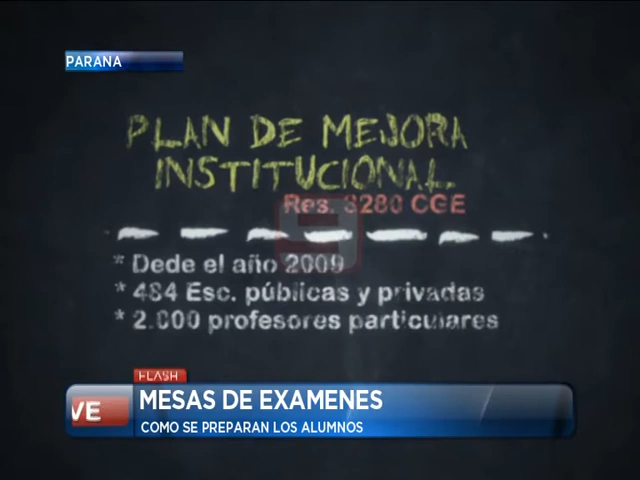 PARANA
PLAN DE MEJORA
INSTITUCIONAL
Res. 3280 CGE
* Dede el año 2009
* 484 Esc. públicas y privadas
* 2.000 profesores particulares
FLASH
VE
MESAS DE EXAMENES
COMO SE PREPARAN LOS ALUMNOS